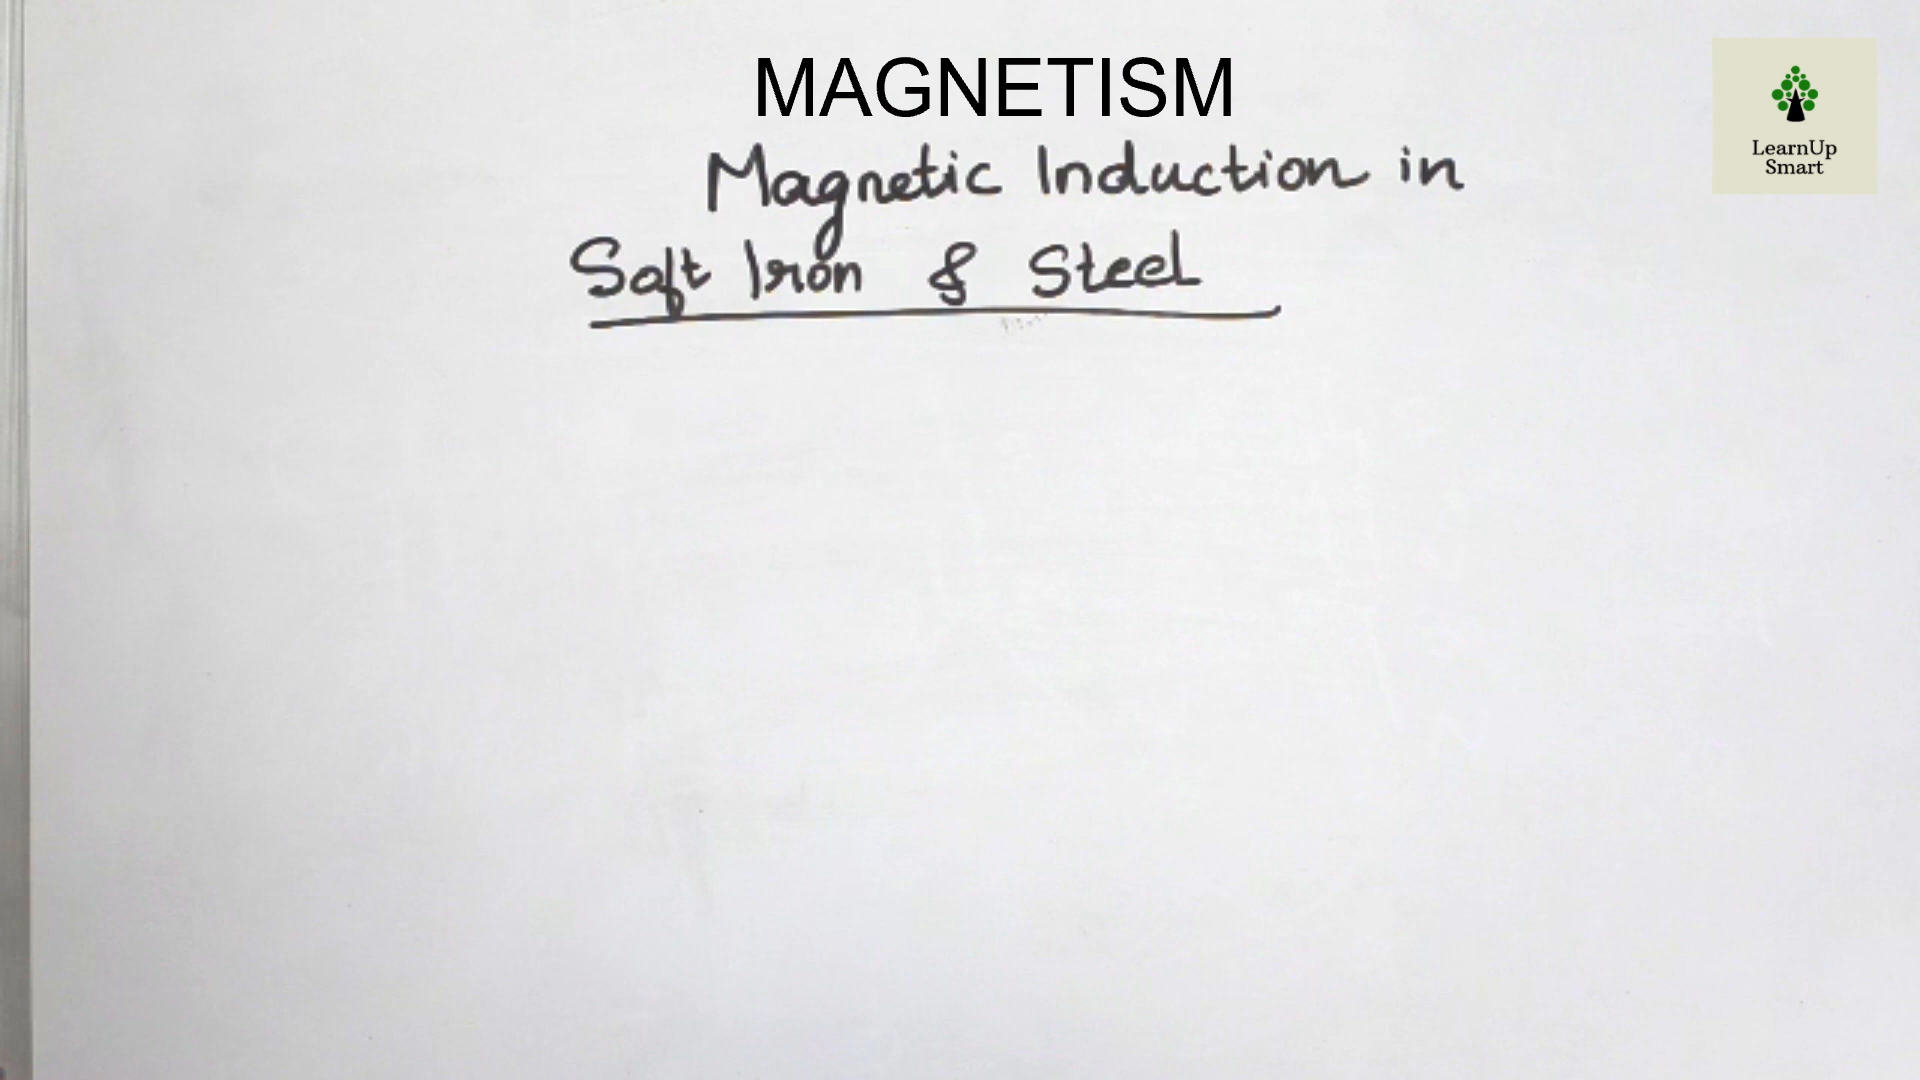 MAGNETISM
Magnetic Induction in
Soft Iron & Steel
LearnUp
Smart